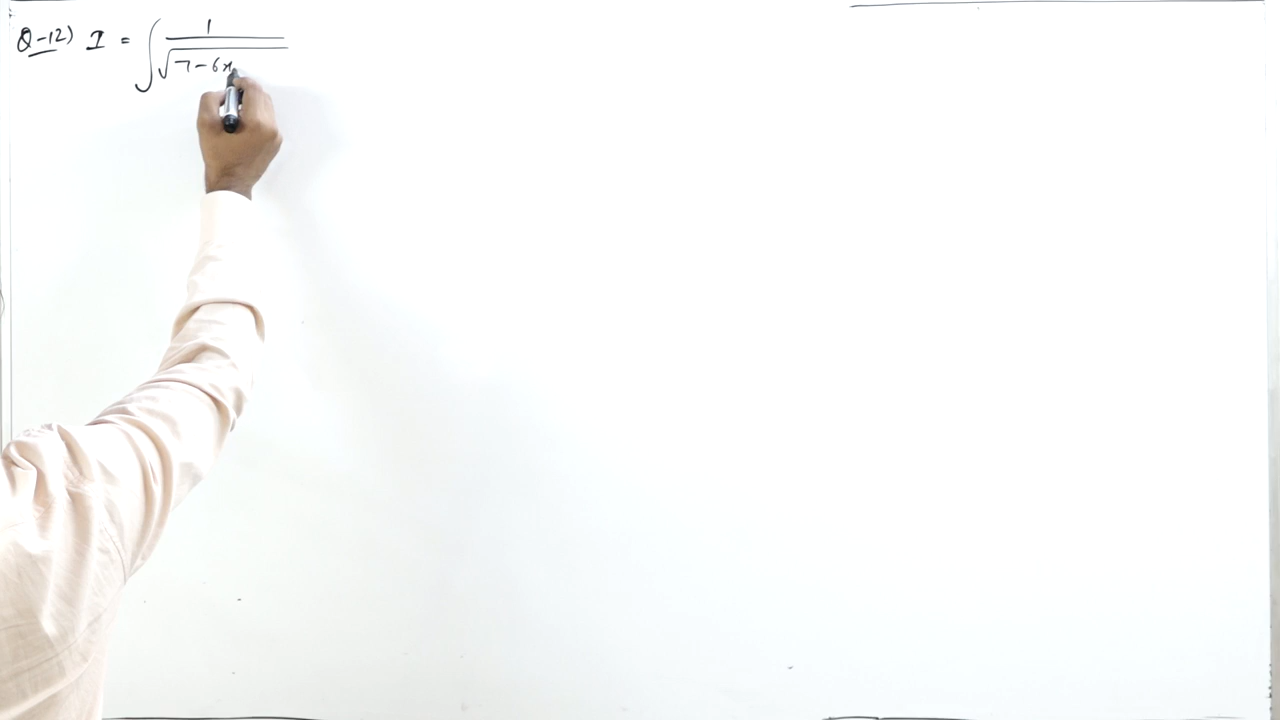 Q-12) I = ∫ 1/√(7-6x